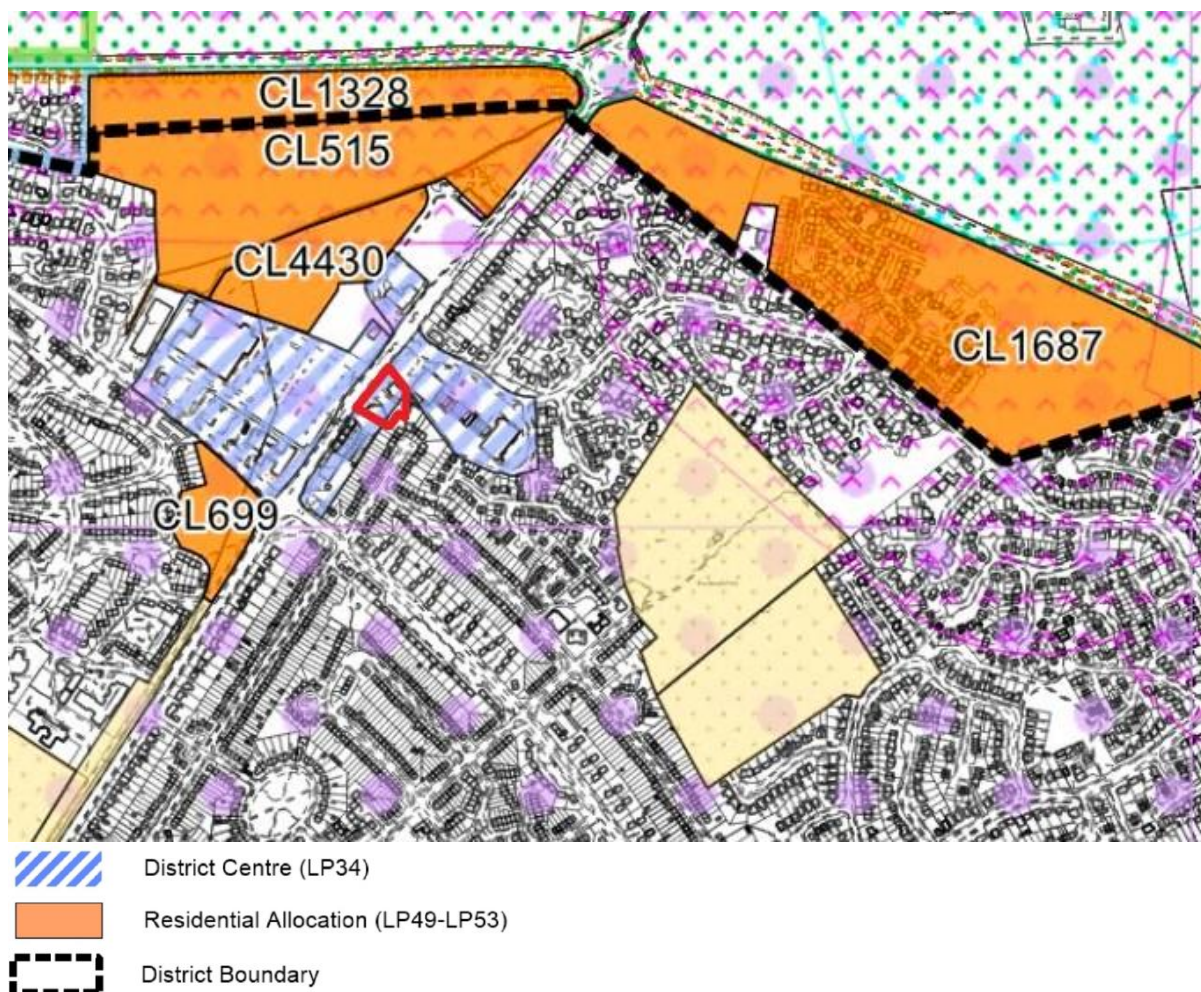 CL1328
CL515
CL4430
CL1687
CL699
District Centre (LP34)
Residential Allocation (LP49-LP53)
District Boundary